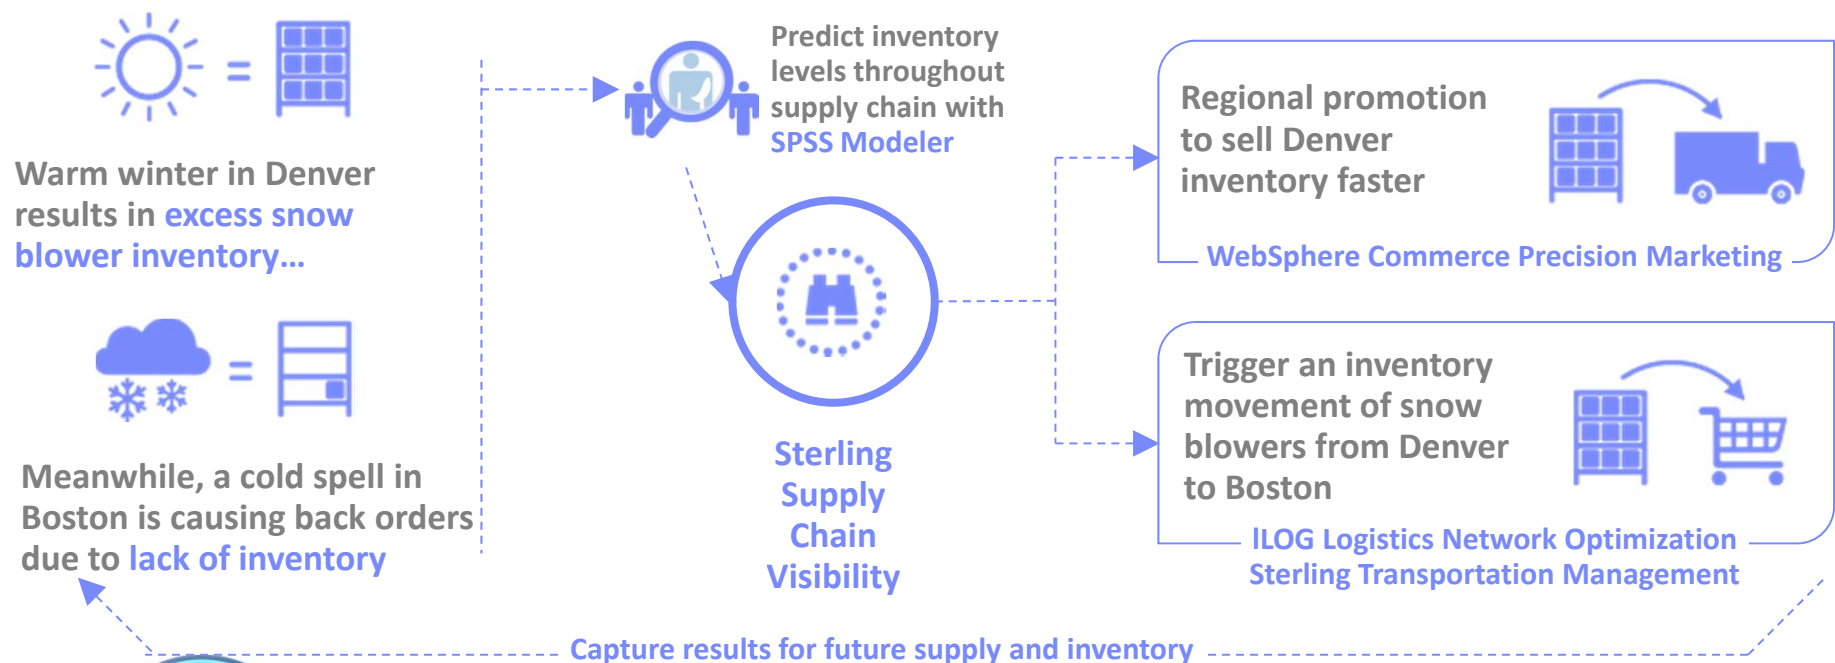 Warm winter in Denver
results in excess snow
blower inventory...
Meanwhile, a cold spell in
Boston is causing back orders
due to lack of inventory
Predict inventory
levels throughout
supply chain with
SPSS Modeler
Sterling
Supply
Chain
Visibility
Regional promotion
to sell Denver
inventory faster
WebSphere Commerce Precision Marketing
Trigger an inventory
movement of snow
blowers from Denver
to Boston
ILOG Logistics Network Optimization
Sterling Transportation Management
Capture results for future supply and inventory